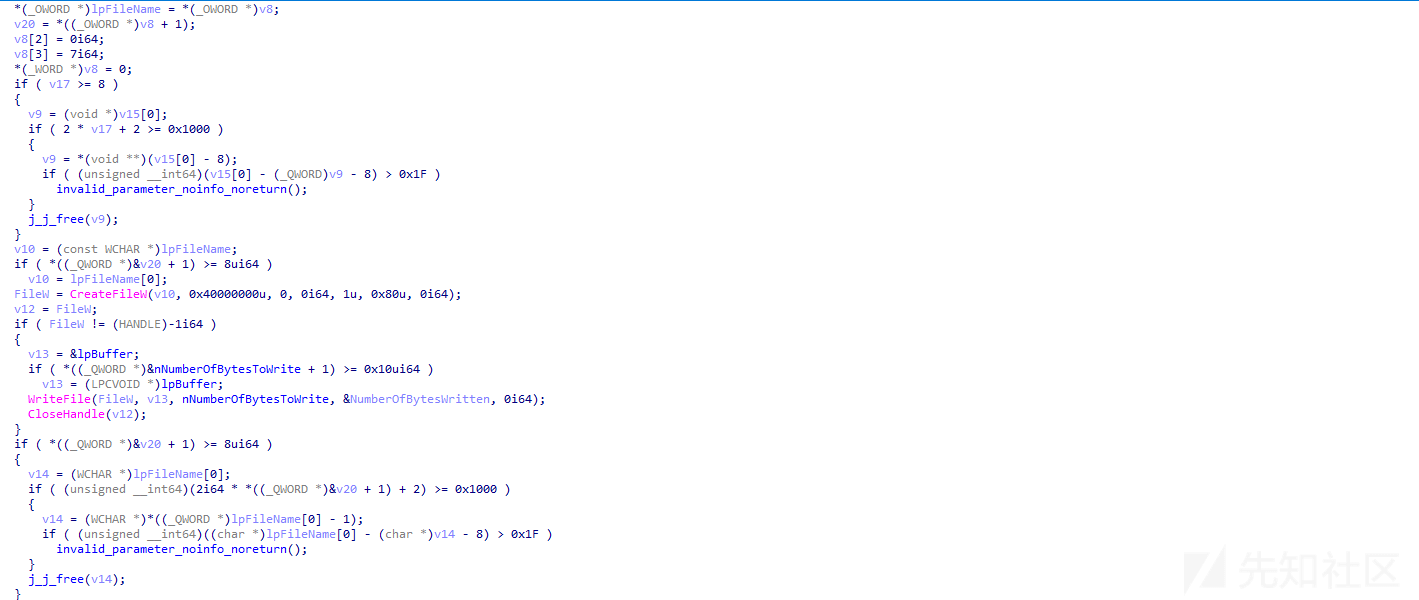 *(_OWORD *)lpFileName = *(_OWORD *)v8;
v20 = *((_OWORD *)v8 + 1);
v8[2] = 0i64;
v8[3] = 7i64;
*(_WORD *)v8 = 0;
if ( v17 >= 8 )
{
v9 = (void *)v15[0];
if ( 2 * v17 + 2 >= 0x1000 )
{
v9 = *(void **)(v15[0] - 8);
if ( (unsigned __int64)(v15[0] - (_QWORD)v9 - 8) > 0x1F )
invalid_parameter_noinfo_noreturn();
}
j_j_free(v9);
}
v10 = (const WCHAR *)lpFileName;
if ( *((_QWORD *)&v20 + 1) >= 8ui64 )
v10 = lpFileName[0];
FileW = CreateFileW(v10, 0x40000000u, 0, 0i64, 1u, 0x80u, 0i64);
v12 = FileW;
if ( FileW != (HANDLE)-1i64 )
{
v13 = &lpBuffer;
if ( *((_QWORD *)&nNumberOfBytesToWrite + 1) >= 0x10ui64 )
v13 = (LPCVOID *)lpBuffer;
WriteFile(FileW, v13, nNumberOfBytesToWrite, &NumberOfBytesWritten, 0i64);
CloseHandle(v12);
}
if ( *((_QWORD *)&v20 + 1) >= 8ui64 )
{
v14 = (WCHAR *)lpFileName[0];
if ( (unsigned __int64)(2i64 * *((_QWORD *)&v20 + 1) + 2) >= 0x1000 )
{
v14 = (WCHAR *)*((_QWORD *)lpFileName[0] - 1);
if ( (unsigned __int64)((char *)lpFileName[0] - (char *)v14 - 8) > 0x1F )
invalid_parameter_noinfo_noreturn();
}
j_j_free(v14);
}
先知社区